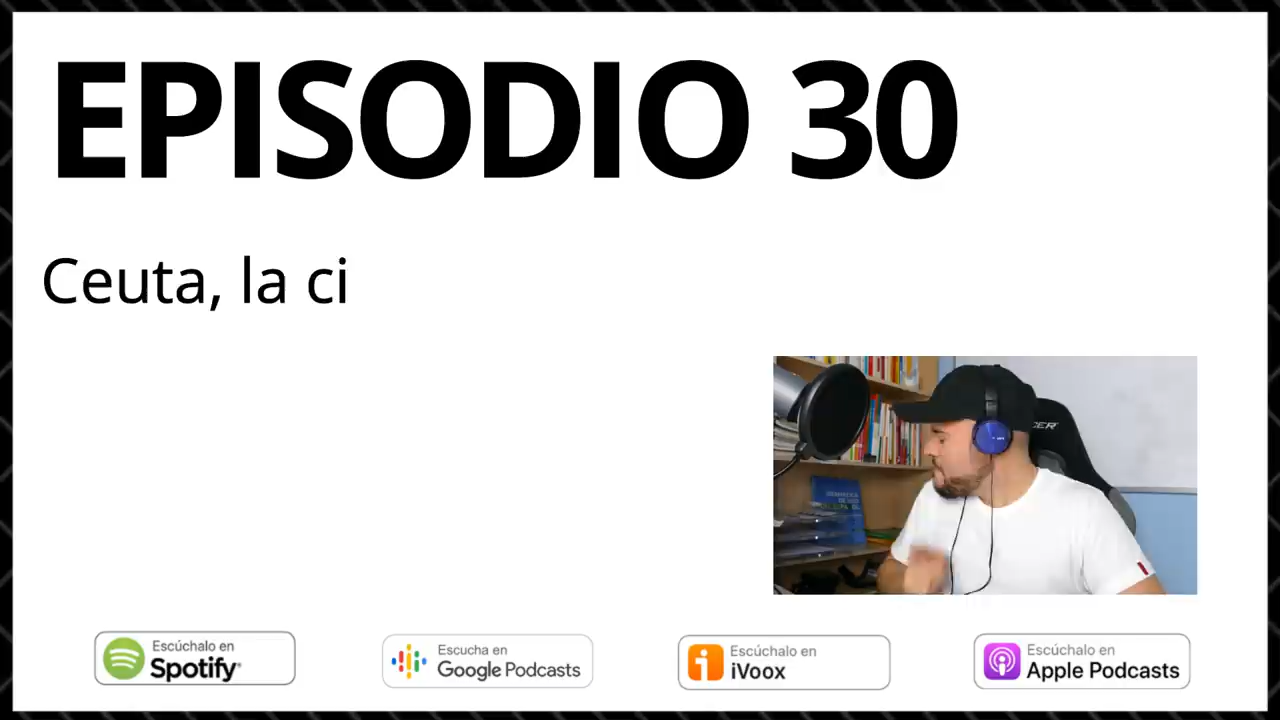 EPISODIO 30
Ceuta, la ci
CER
Escúchalo en
Spotify
Escucha en
Google Podcasts
Escúchalo en
iVoox
Escúchalo en
Apple Podcasts